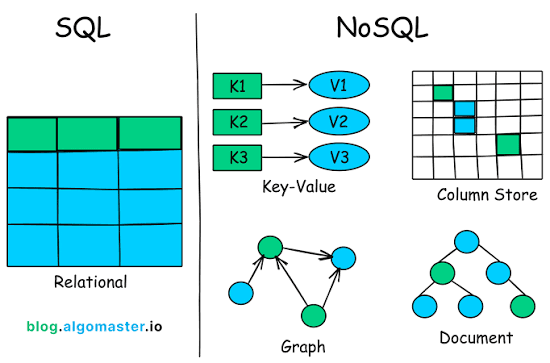 SQL
NoSQL
K1
V1
K2
V2
K3
V3
Key-Value
Column Store
Relational
Graph
Document
blog.algomaster.io